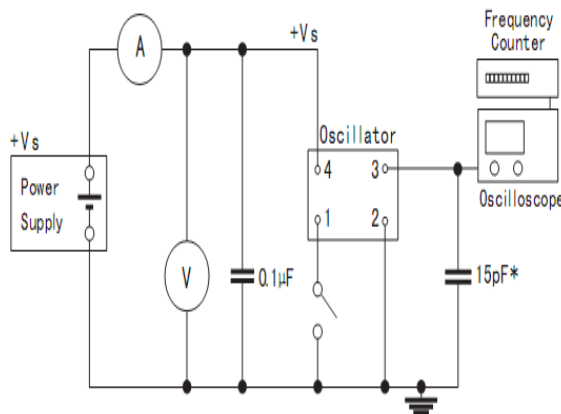 Frequency
Counter
+Vs
A
Oscillator
+Vs
4
3
Power
Supply
1
2
Oscilloscope
V
0.1μF
15pF*